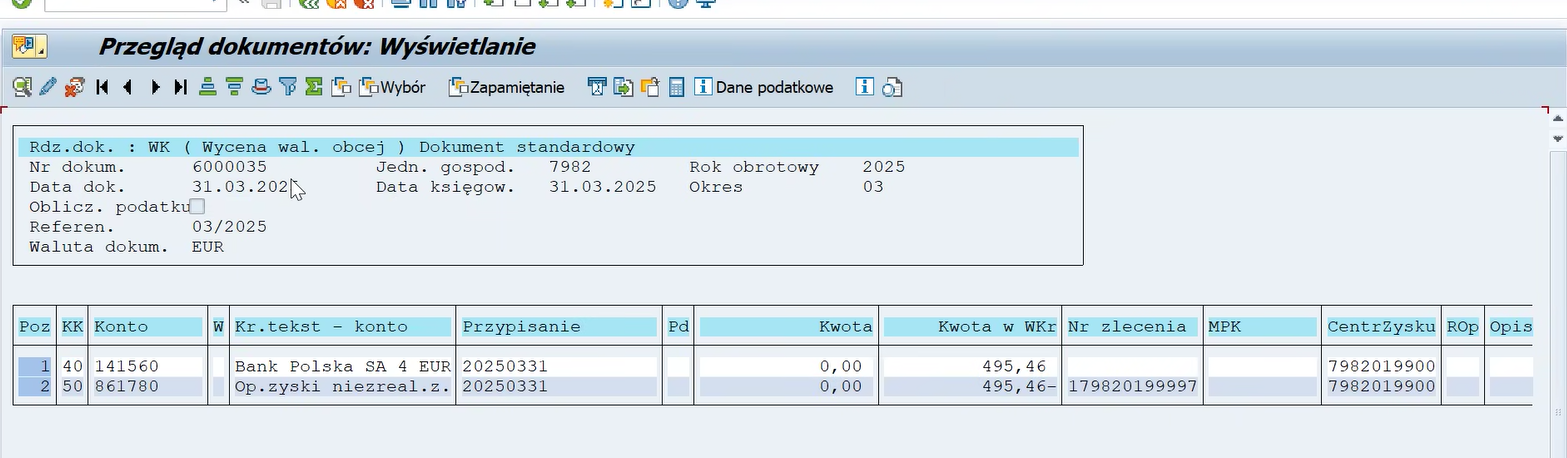 Przegląd dokumentów: Wyświetlanie
Wybór Zapamiętanie Dane podatkowe
Rdz.dok. : WK ( Wycena wal. obcej ) Dokument standardowy
Nr dokum. 6000035 Jedn. gospod. 7982 Rok obrotowy 2025
Data dok. 31.03.202 Data księgow. 31.03.2025 Okres 03
Oblicz. podatku
Referen. 03/2025
Waluta dokum. EUR
Poz KK Konto W Kr.tekst - konto Przypisanie Pd Kwota Kwota w WKr Nr zlecenia MPK CentrZysku ROp Opis
1 40 141560 Bank Polska SA 4 EUR 20250331 0,00 495,46 7982019900
2 50 861780 Op.zyski niezreal.z. 20250331 0,00 495,46- 179820199997 7982019900